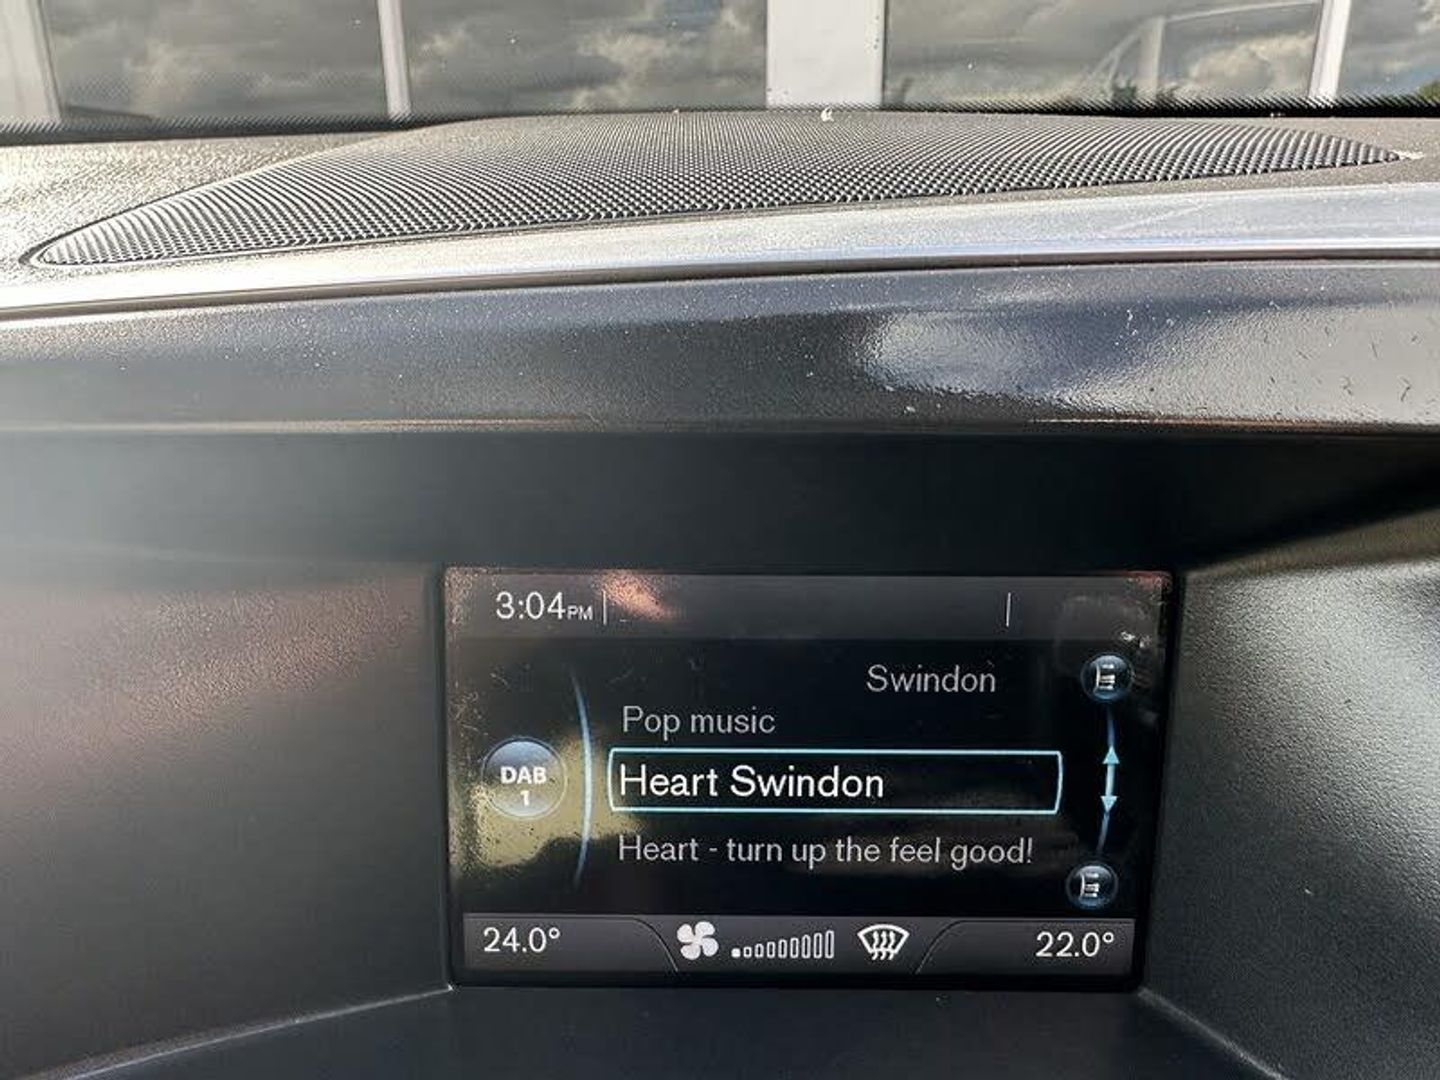 3:04PM
Swindon
Pop music
DAB
1
Heart Swindon
Heart - turn up the feel good!
24.0°
22.0°